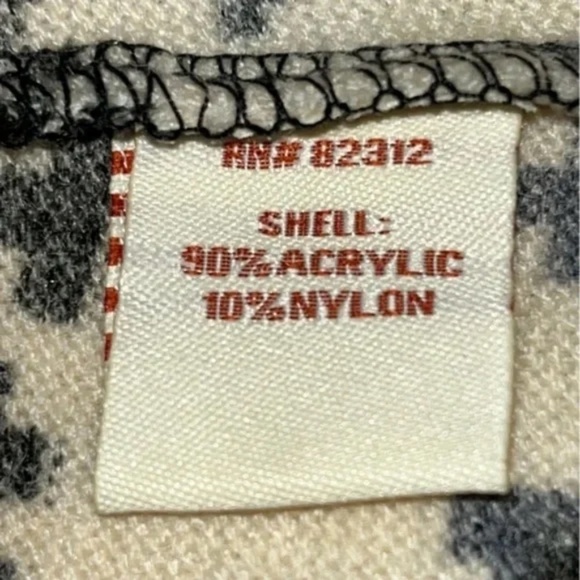 RN# 82312
SHELL:
90% ACRYLIC
10% NYLON